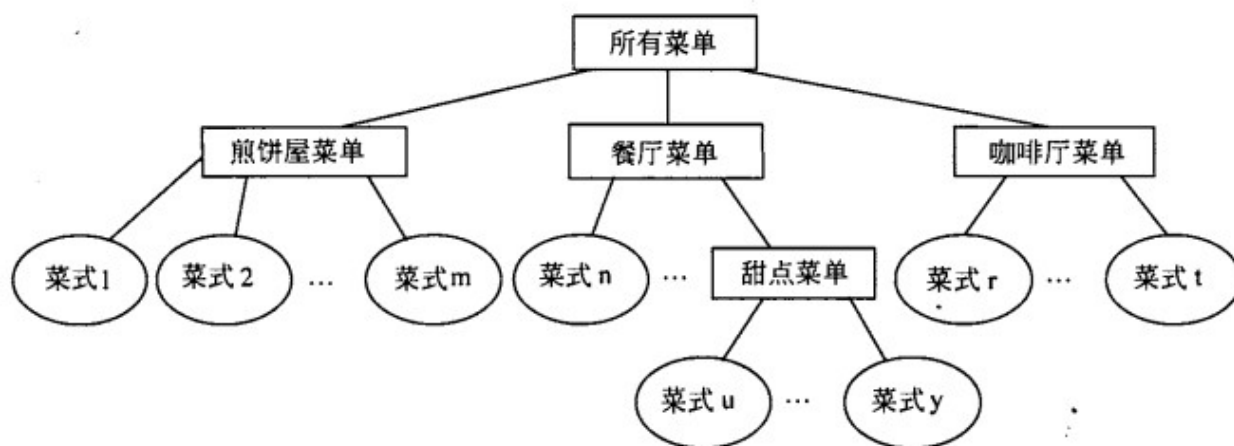 所有菜单
煎饼屋菜单 餐厅菜单 咖啡厅菜单
菜式1 菜式2 … 菜式m 菜式n … 甜点菜单 菜式r … 菜式t
菜式u … 菜式y